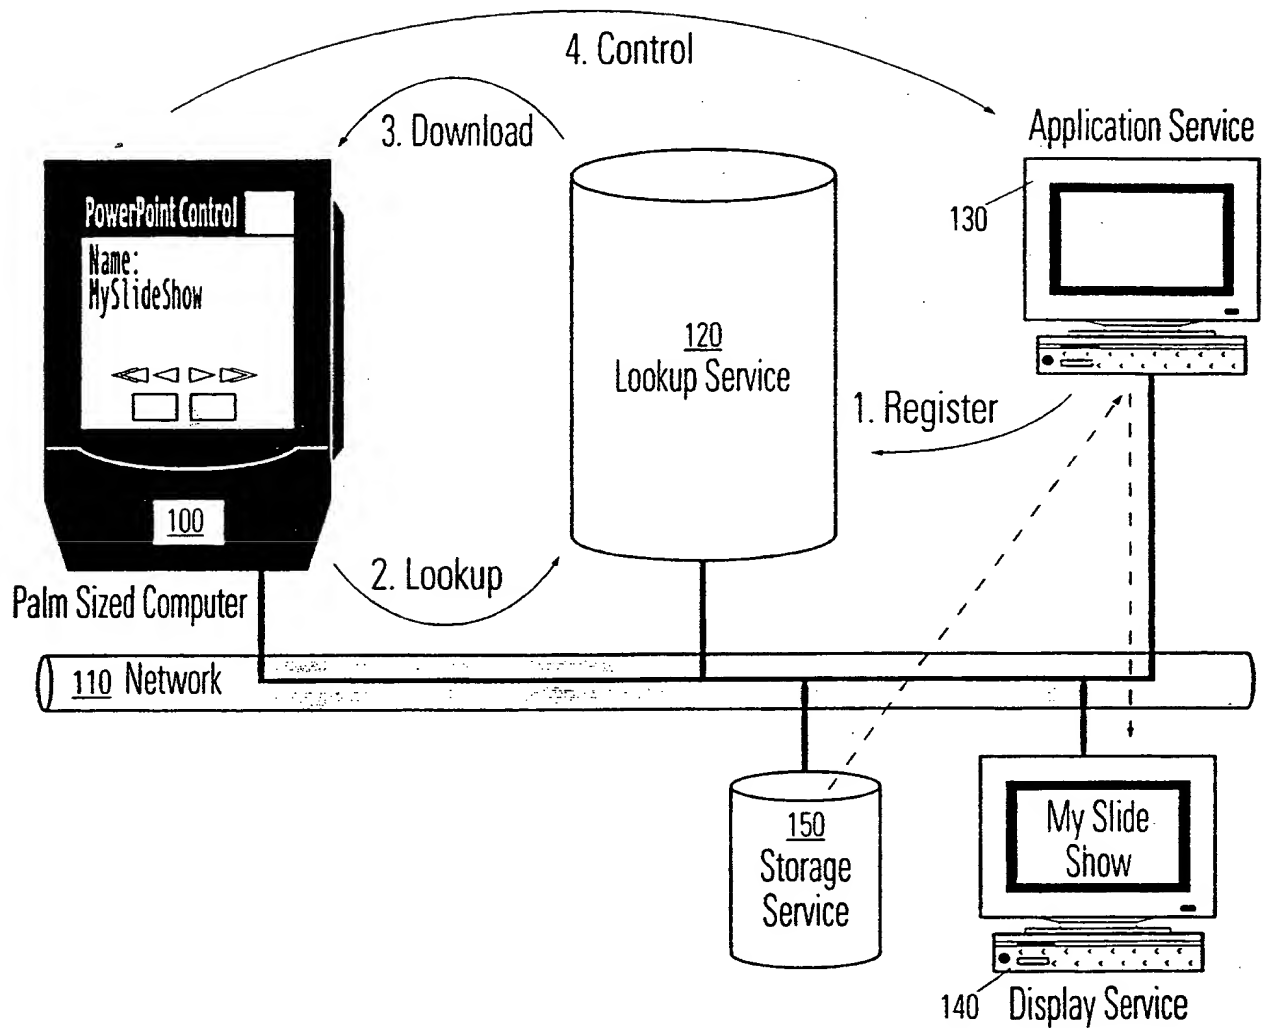 4. Control
3. Download
Application Service
130
PowerPoint Control
Name:
MySlideShow
120
Lookup Service
1. Register
100
2. Lookup
Palm Sized Computer
110 Network
150
Storage
Service
My Slide
Show
140
Display Service